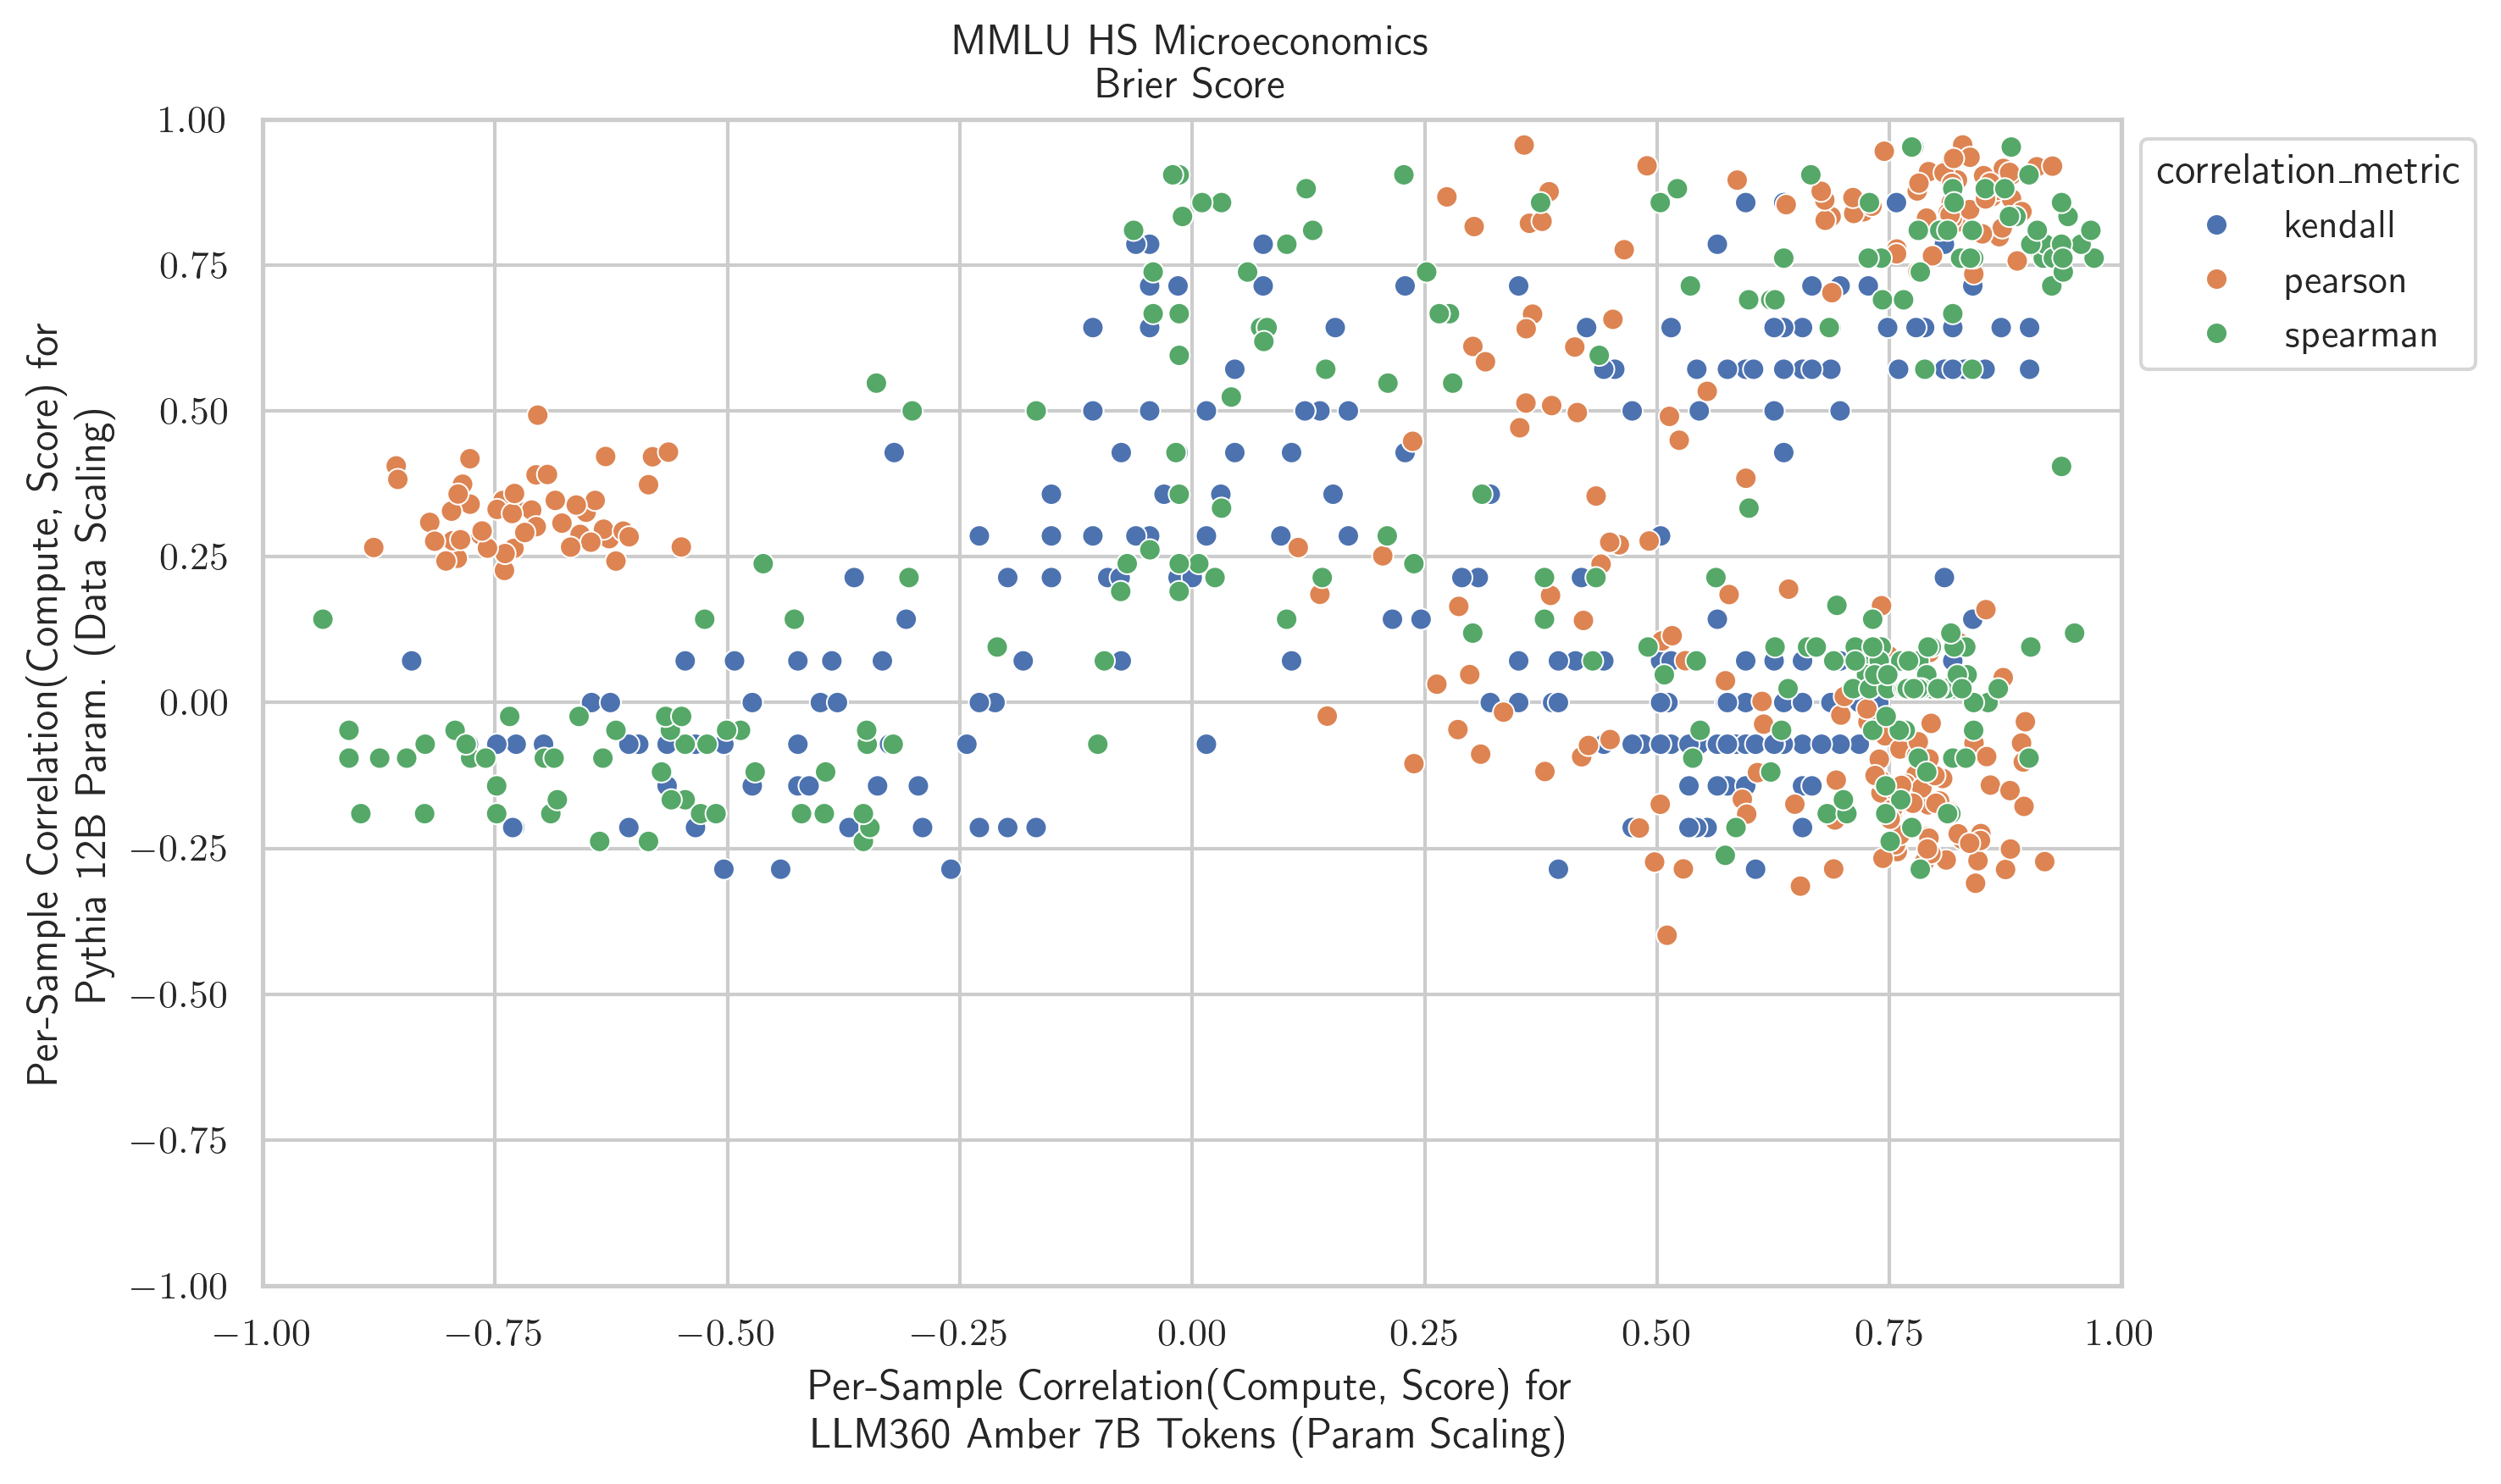 MMLU HS Microeconomics
Brier Score
Per-Sample Correlation(Compute, Score) for
Pythia 12B Param. (Data Scaling)
1.00
0.75
0.50
0.25
0.00
−0.25
−0.50
−0.75
−1.00
−1.00
−0.75
−0.50
−0.25
0.00
0.25
0.50
0.75
1.00
Per-Sample Correlation(Compute, Score) for
LLM360 Amber 7B Tokens (Param Scaling)
correlation_metric
kendall
pearson
spearman